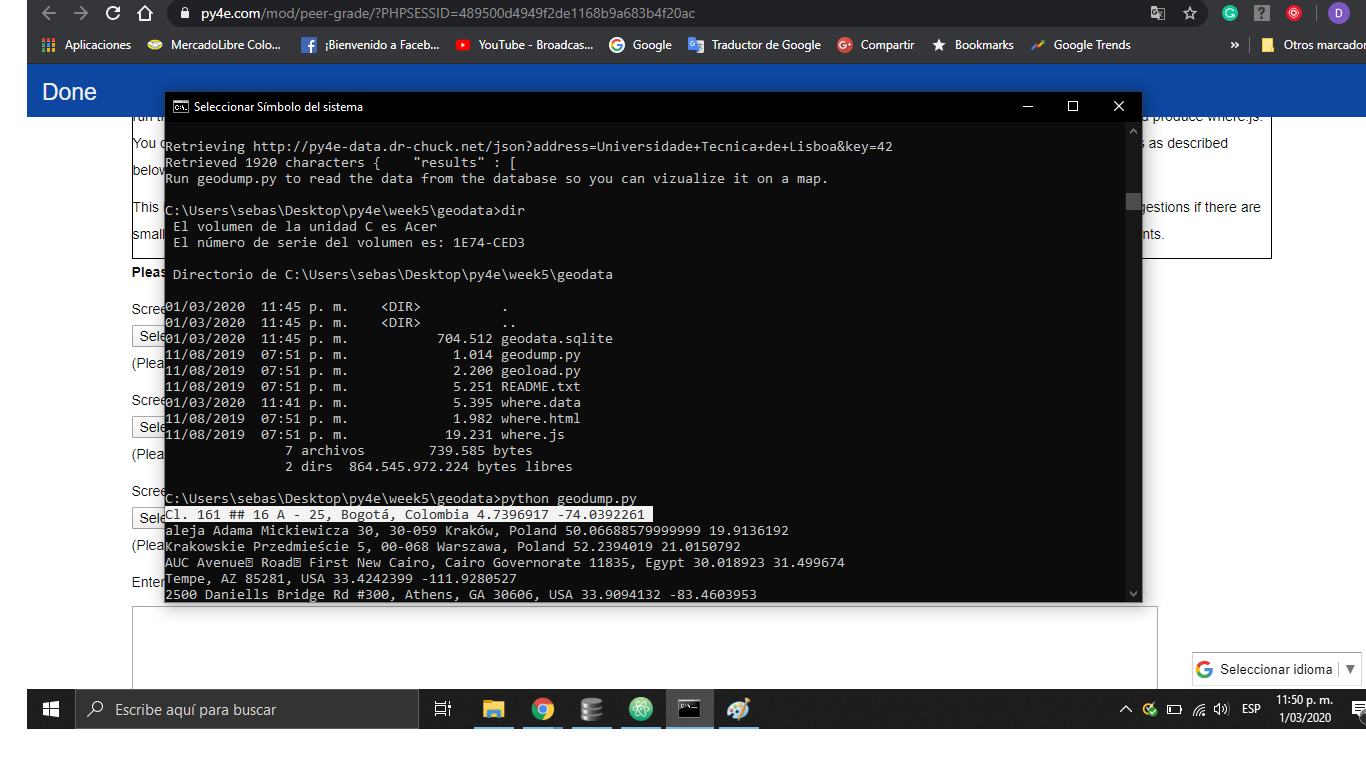 py4e.com/mod/peer-grade/?PHPSESSID=489500d4949f2de1168b9a683b4f20ac
D
Aplicaciones
MercadoLibre Colo...
¡Bienvenido a Faceb...
YouTube - Broadcas...
Google
Traductor de Google
Compartir
Bookmarks
Google Trends
»
Otros marcador
Done
Seleccionar Símbolo del sistema
produce where.js.
You
as described
Retrieving http://py4e-data.dr-chuck.net/json?address=Universidade+Tecnica+de+Lisboa&key=42
Retrieved 1920 characters {    "results" : [
Run geodump.py to read the data from the database so you can vizualize it on a map.
This
gestions if there are
C:\Users\sebas\Desktop\py4e\week5\geodata>dir
El volumen de la unidad C es Acer
small
nts.
El número de serie del volumen es: 1E74-CED3
Pleas
Directorio de C:\Users\sebas\Desktop\py4e\week5\geodata
Scree
01/03/2020  11:45 p. m.    <DIR>          .
01/03/2020  11:45 p. m.    <DIR>          ..
Sele
01/03/2020  11:45 p. m.           704.512 geodata.sqlite
11/08/2019  07:51 p. m.             1.014 geodump.py
(Plea
11/08/2019  07:51 p. m.             2.200 geoload.py
11/08/2019  07:51 p. m.             5.251 README.txt
Scree
01/03/2020  11:41 p. m.             5.395 where.data
11/08/2019  07:51 p. m.             1.982 where.html
Sele
11/08/2019  07:51 p. m.            19.231 where.js
(Plea
7 archivos        739.585 bytes
2 dirs  864.545.972.224 bytes libres
Scree
C:\Users\sebas\Desktop\py4e\week5\geodata>python geodump.py
Sele
Cl. 161 ## 16 A - 25, Bogotá, Colombia 4.7396917 -74.0392261
aleja Adama Mickiewicza 30, 30-059 Kraków, Poland 50.06688579999999 19.9136192
(Plea
Krakowskie Przedmieście 5, 00-068 Warszawa, Poland 52.2394019 21.0150792
AUC Avenue Road First New Cairo, Cairo Governorate 11835, Egypt 30.018923 31.499674
Enter
Tempe, AZ 85281, USA 33.4242399 -111.9280527
2500 Daniells Bridge Rd #300, Athens, GA 30606, USA 33.9094132 -83.4603953
Seleccionar idioma
Escribe aquí para buscar
ESP
11:50 p. m.
1/03/2020